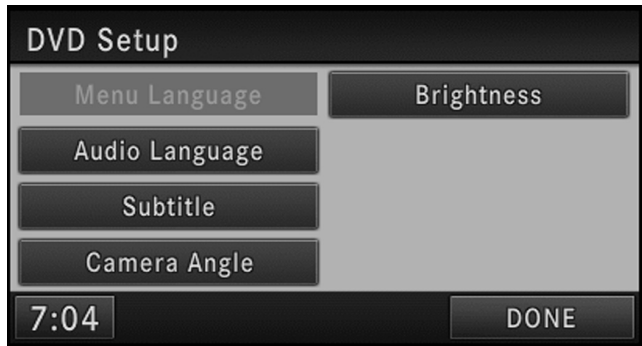 DVD Setup
Menu Language
Brightness
Audio Language
Subtitle
Camera Angle
7:04
DONE